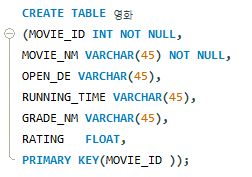 CREATE TABLE 영화
(MOVIE_ID INT NOT NULL,
MOVIE_NM VARCHAR(45) NOT NULL,
OPEN_DE VARCHAR(45),
RUNNING_TIME VARCHAR(45),
GRADE_NM VARCHAR(45),
RATING FLOAT,
PRIMARY KEY(MOVIE_ID ));